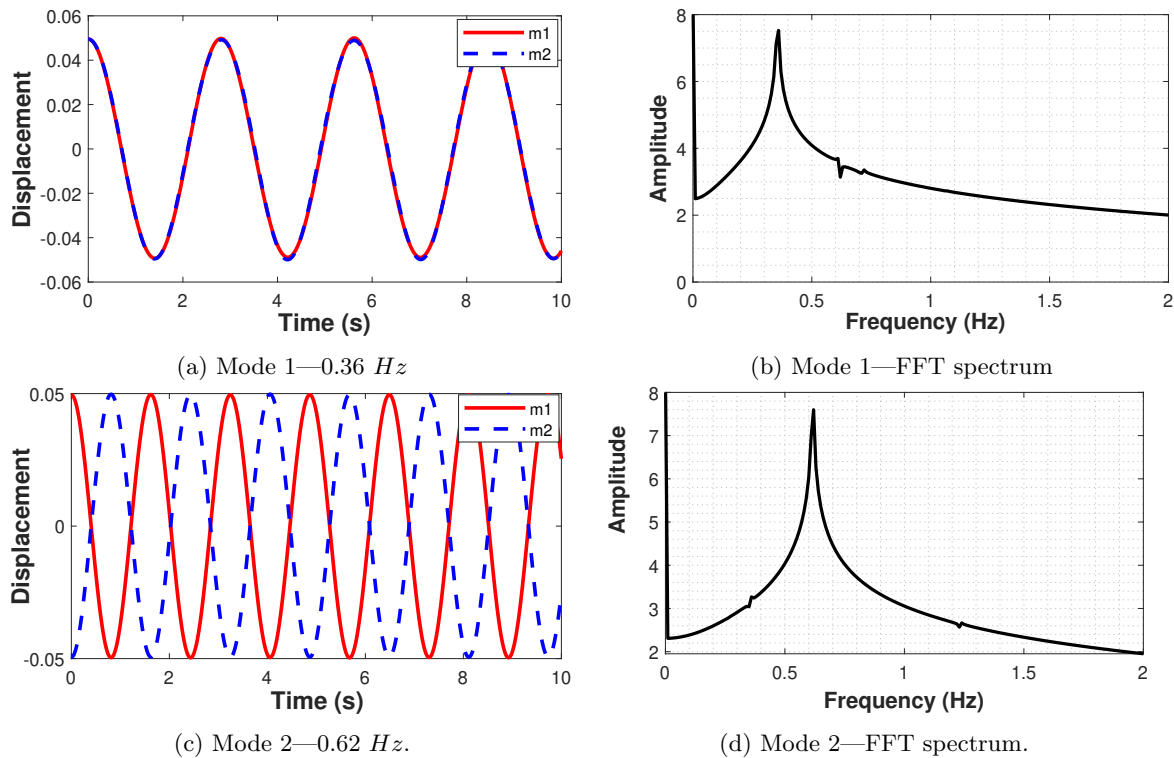 0.06
0.04
0.02
0
-0.02
-0.04
-0.06
Displacement
0 2 4 6 8 10
Time (s)
m1
m2
(a) Mode 1—0.36 Hz
8
6
4
2
0
Amplitude
0 0.5 1 1.5 2
Frequency (Hz)
(b) Mode 1—FFT spectrum
0.05
0
-0.05
Displacement
0 2 4 6 8 10
Time (s)
m1
m2
(c) Mode 2—0.62 Hz.
8
7
6
5
4
3
2
Amplitude
0 0.5 1 1.5 2
Frequency (Hz)
(d) Mode 2—FFT spectrum.